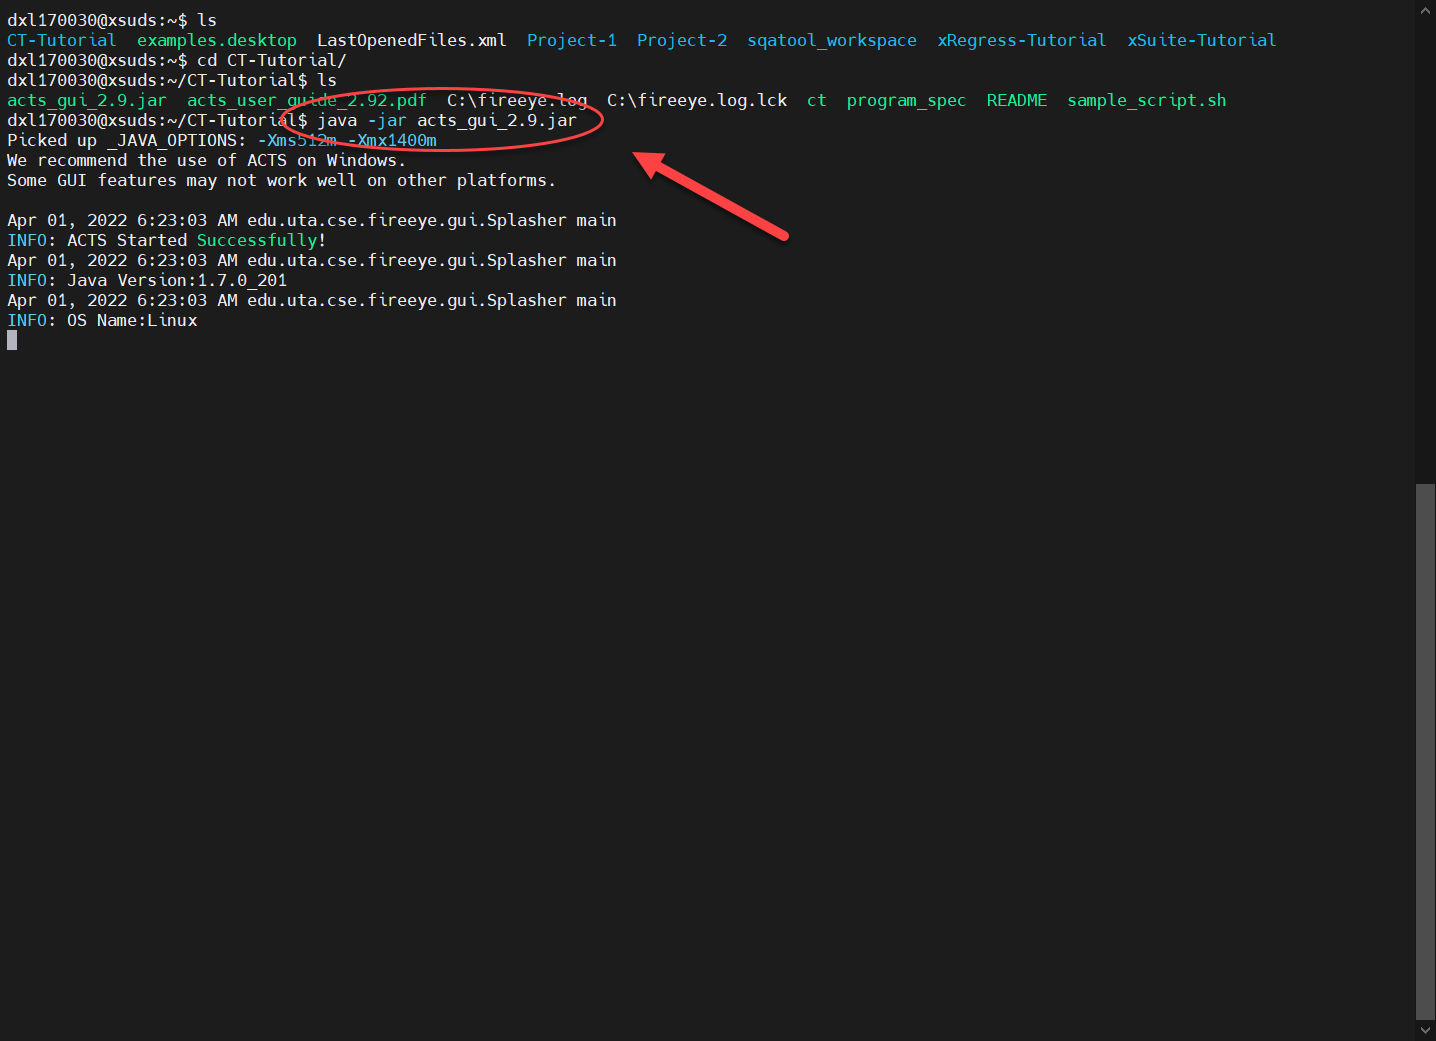 dxl170030@xsuds:~$ ls
CT-Tutorial  examples.desktop  LastOpenedFiles.xml  Project-1  Project-2  sqatool_workspace  xRegress-Tutorial  xSuite-Tutorial
dxl170030@xsuds:~$ cd CT-Tutorial/
dxl170030@xsuds:~/CT-Tutorial$ ls
acts_gui_2.9.jar  acts_user_guide_2.92.pdf  C:\fireeye.log  C:\fireeye.log.lck  ct  program_spec  README  sample_script.sh
dxl170030@xsuds:~/CT-Tutorial$ java -jar acts_gui_2.9.jar
Picked up _JAVA_OPTIONS: -Xms512m -Xmx1400m
We recommend the use of ACTS on Windows.
Some GUI features may not work well on other platforms.
Apr 01, 2022 6:23:03 AM edu.uta.cse.fireeye.gui.Splasher main
INFO: ACTS Started Successfully!
Apr 01, 2022 6:23:03 AM edu.uta.cse.fireeye.gui.Splasher main
INFO: Java Version:1.7.0_201
Apr 01, 2022 6:23:03 AM edu.uta.cse.fireeye.gui.Splasher main
INFO: OS Name:Linux